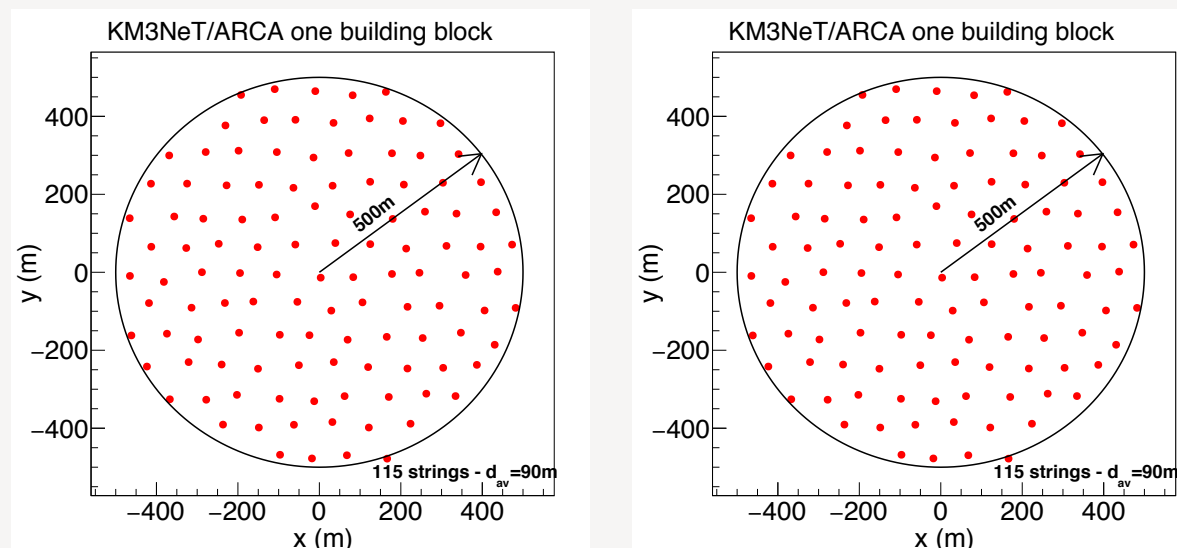 KM3NeT/ARCA one building block
400
200
0
−200
−400
y (m)
500m
115 strings - d_av=90m
−400 −200 0 200 400
x (m)
KM3NeT/ARCA one building block
400
200
0
−200
−400
y (m)
500m
115 strings - d_av=90m
−400 −200 0 200 400
x (m)